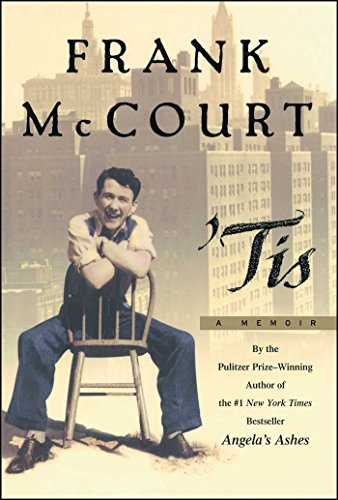 FRANK
McCOURT
'Tis
A MEMOIR
By the
Pulitzer Prize–Winning
Author of
the #1 New York Times
Bestseller
Angela's Ashes